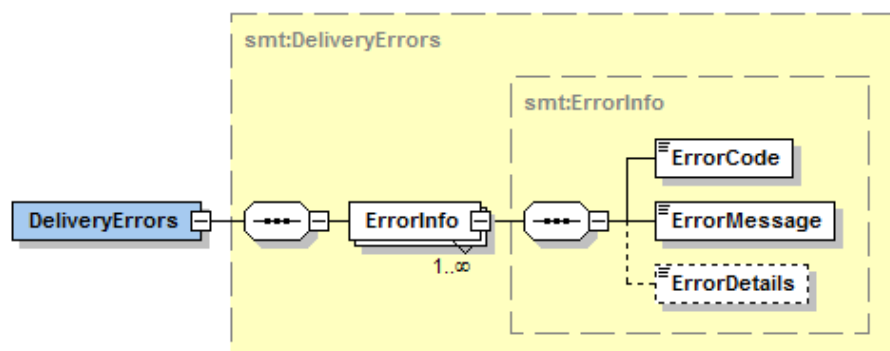 smt:DeliveryErrors
smt:ErrorInfo
ErrorCode
DeliveryErrors
ErrorInfo
ErrorMessage
1..∞
ErrorDetails